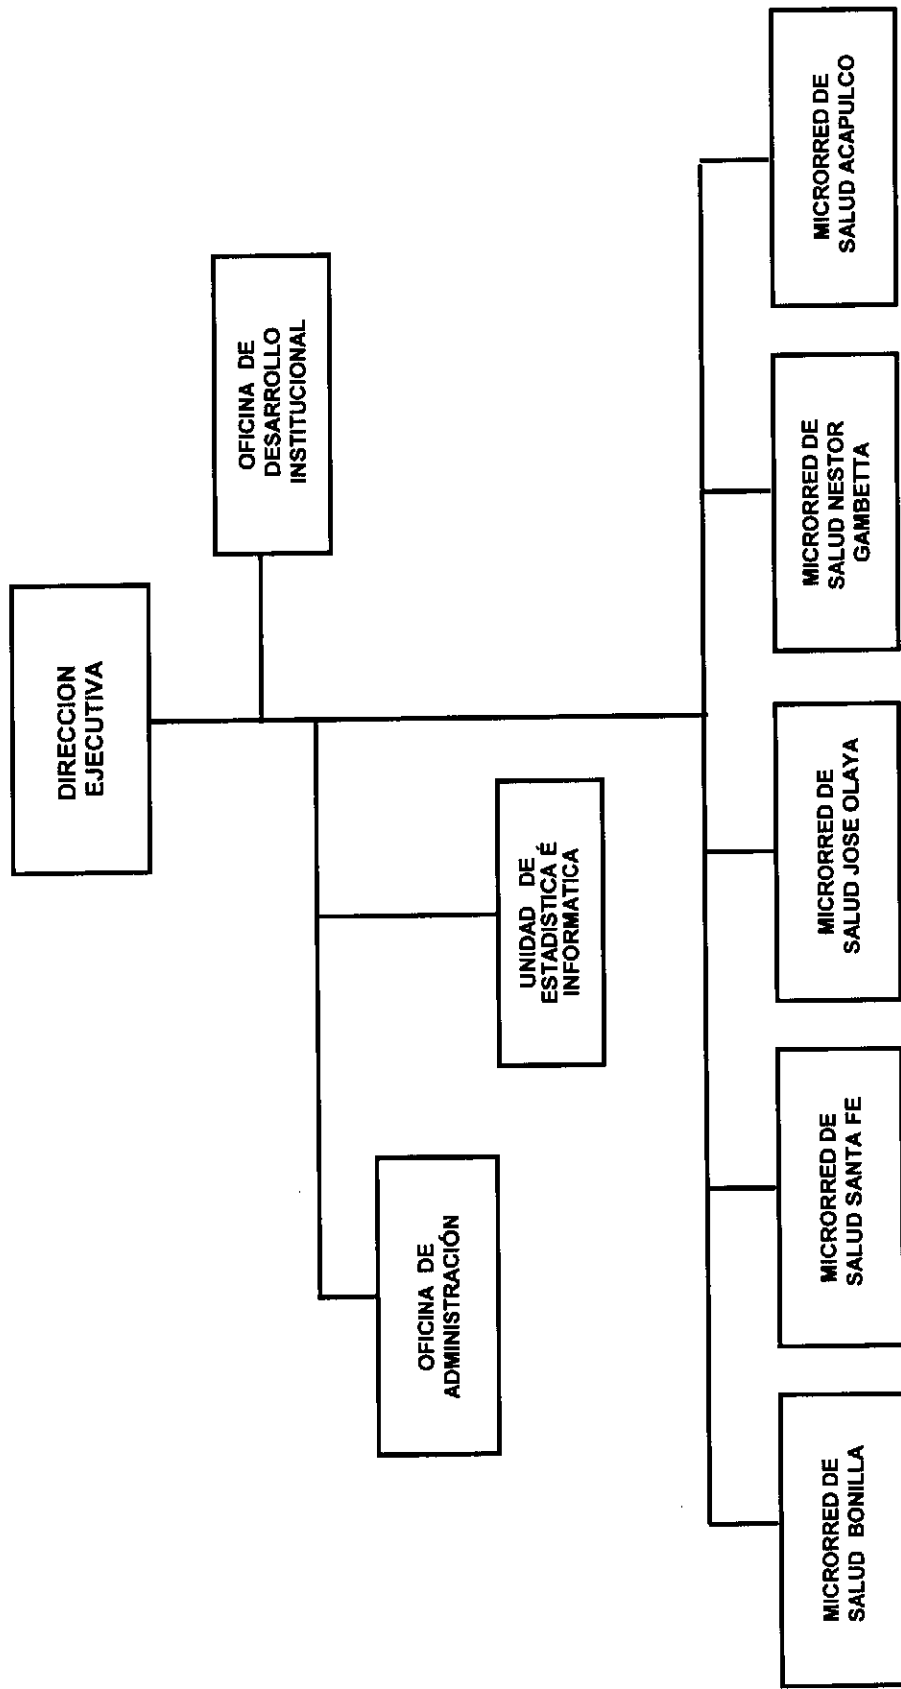 DIRECCION
EJECUTIVA
OFICINA DE
DESARROLLO
INSTITUCIONAL
OFICINA DE
ADMINISTRACIÓN
UNIDAD DE
ESTADISTICA É
INFORMATICA
MICRORRED DE
SALUD BONILLA
MICRORRED DE
SALUD SANTA FE
MICRORRED DE
SALUD JOSE OLAYA
MICRORRED DE
SALUD NESTOR
GAMBETTA
MICRORRED DE
SALUD ACAPULCO